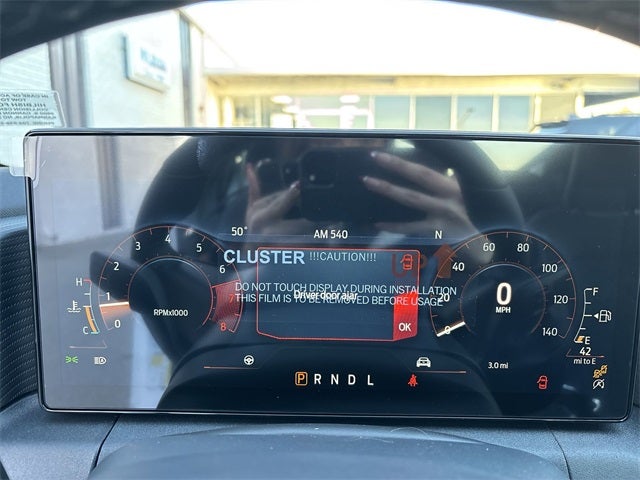 50° AM 540 N
CLUSTER !!!CAUTION!!! UP
DO NOT TOUCH DISPLAY DURING INSTALLATION
THIS FILM IS TO BE REMOVED BEFORE USAGE
Driver door ajar
OK
H
C
0 1 2 3 4 5 6 8
RPMx1000
0 20 40 60 80 100 120 140
0
MPH
F
E
42
mi to E
3.0 mi
P R N D L